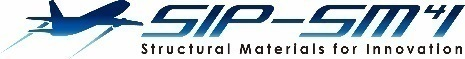 SIP-SM⁴I
Structural Materials for Innovation